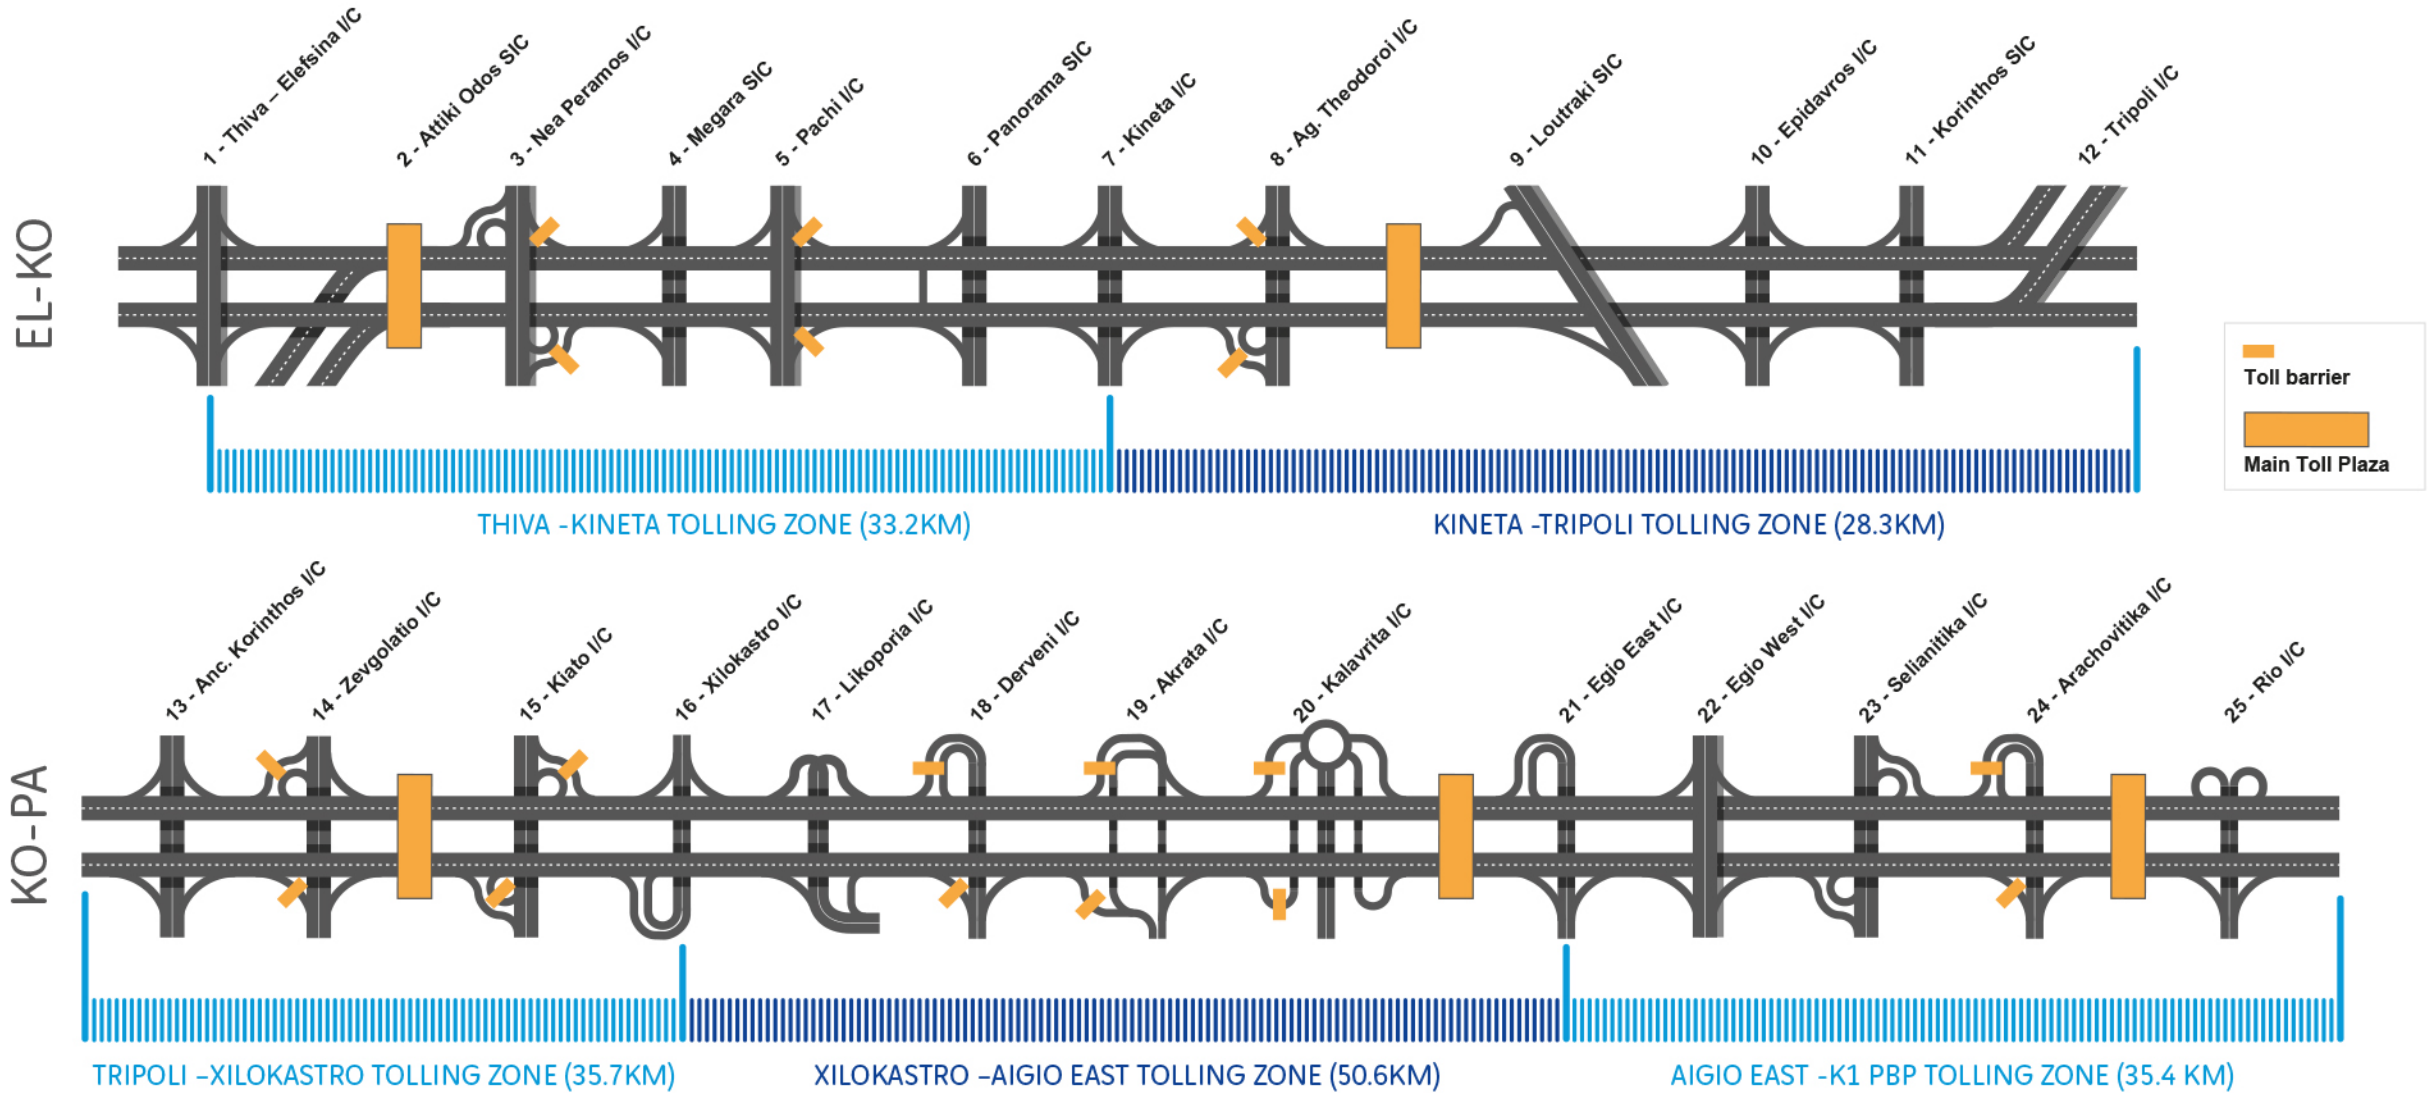 1 - Thiva – Elefsina I/C
2 - Attiki Odos SIC
3 - Nea Peramos I/C
4 - Megara SIC
5 - Pachi I/C
6 - Panorama SIC
7 - Kineta I/C
8 - Ag. Theodoroi I/C
9 - Loutraki SIC
10 - Epidavros I/C
11 - Korinthos SIC
12 - Tripoli I/C
EL-KO
Toll barrier
Main Toll Plaza
THIVA -KINETA TOLLING ZONE (33.2KM)
KINETA -TRIPOLI TOLLING ZONE (28.3KM)
13 - Anc. Korinthos I/C
14 - Zevgolatio I/C
15 - Kiato I/C
16 - Xilokastro I/C
17 - Likoporia I/C
18 - Derveni I/C
19 - Akrata I/C
20 - Kalavrita I/C
21 - Egio East I/C
22 - Egio West I/C
23 - Selianitika I/C
24 - Arachovitika I/C
25 - Rio I/C
KO-PA
TRIPOLI –XILOKASTRO TOLLING ZONE (35.7KM)
XILOKASTRO –AIGIO EAST TOLLING ZONE (50.6KM)
AIGIO EAST -K1 PBP TOLLING ZONE (35.4 KM)